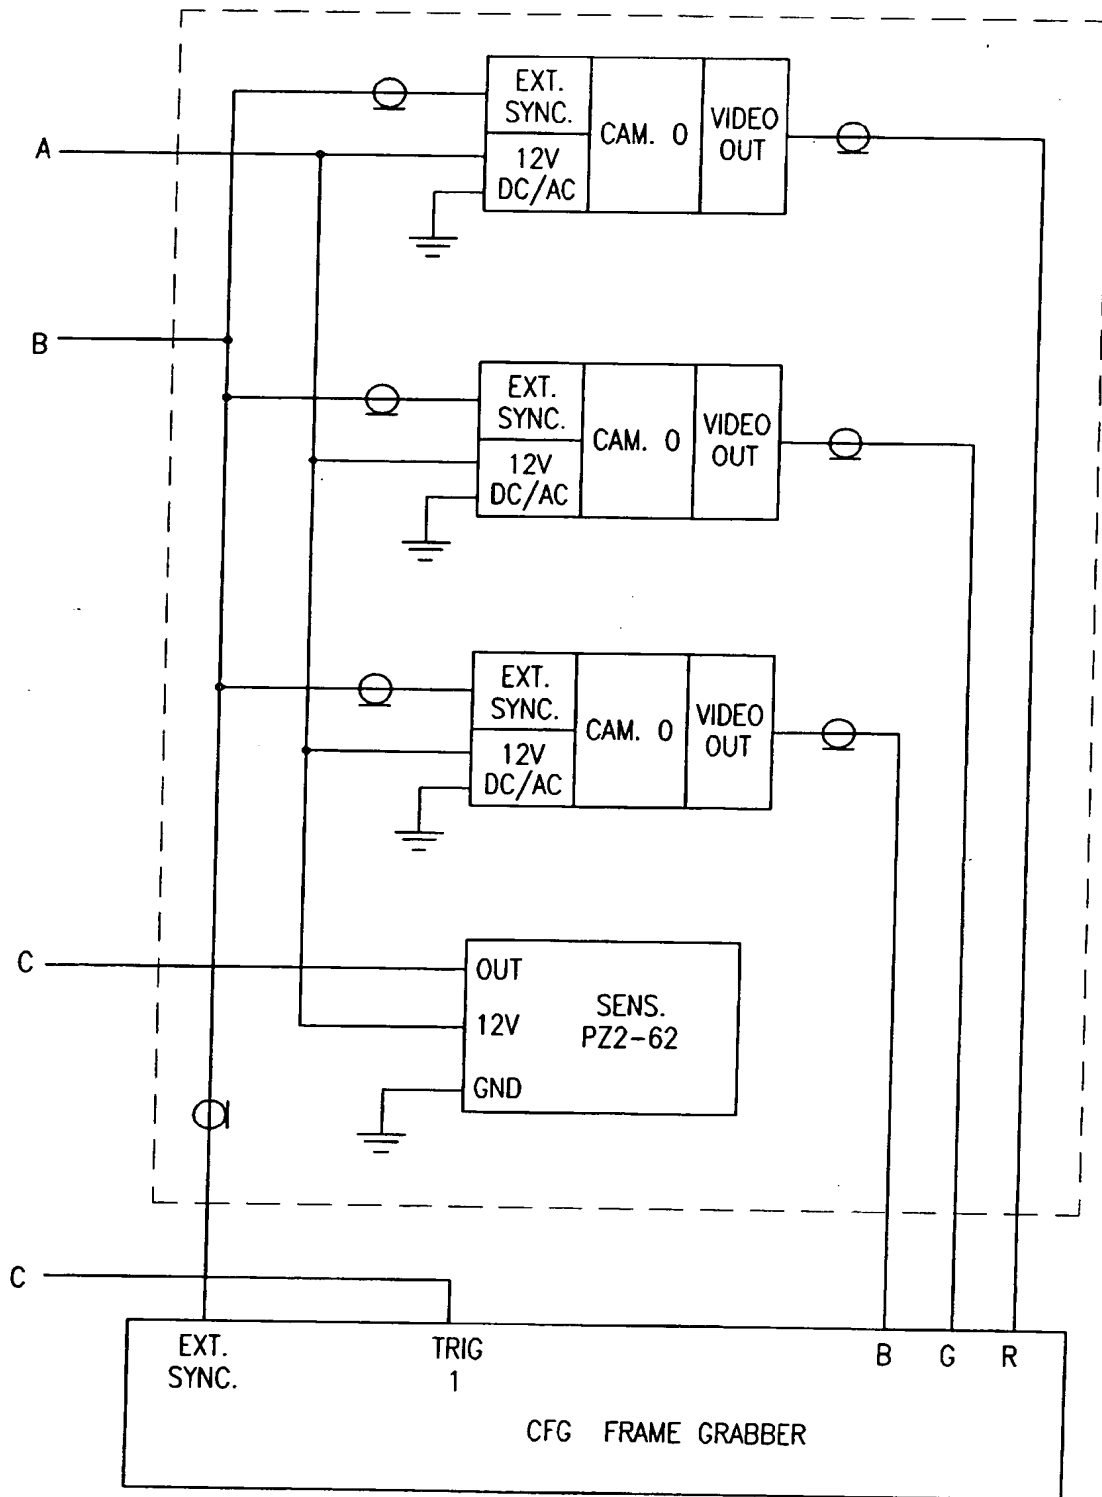 EXT.
SYNC.
CAM. 0
VIDEO
OUT
12V
DC/AC
A
B
EXT.
SYNC.
CAM. 0
VIDEO
OUT
12V
DC/AC
EXT.
SYNC.
CAM. 0
VIDEO
OUT
12V
DC/AC
C
OUT
12V
GND
SENS.
PZ2-62
C
EXT.
SYNC.
TRIG
1
B
G
R
CFG FRAME GRABBER